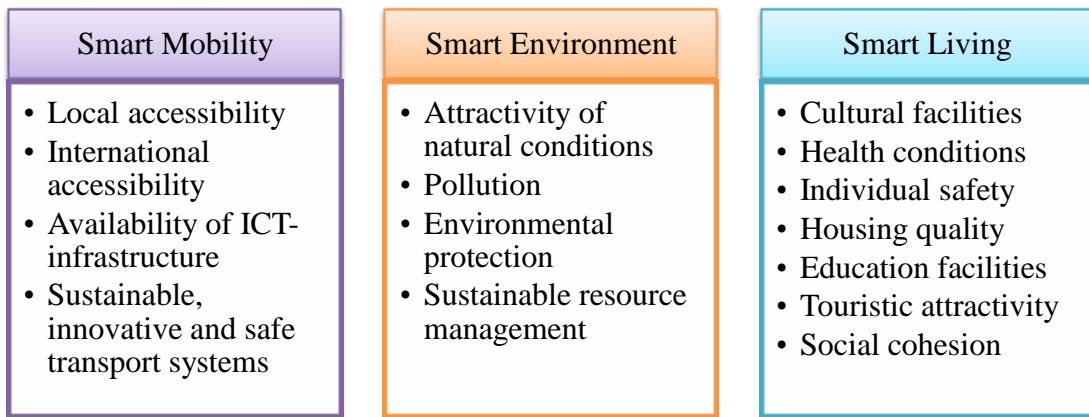 Smart Mobility
• Local accessibility
• International
accessibility
• Availability of ICT-
infrastructure
• Sustainable,
innovative and safe
transport systems
Smart Environment
• Attractivity of
natural conditions
• Pollution
• Environmental
protection
• Sustainable resource
management
Smart Living
• Cultural facilities
• Health conditions
• Individual safety
• Housing quality
• Education facilities
• Touristic attractivity
• Social cohesion